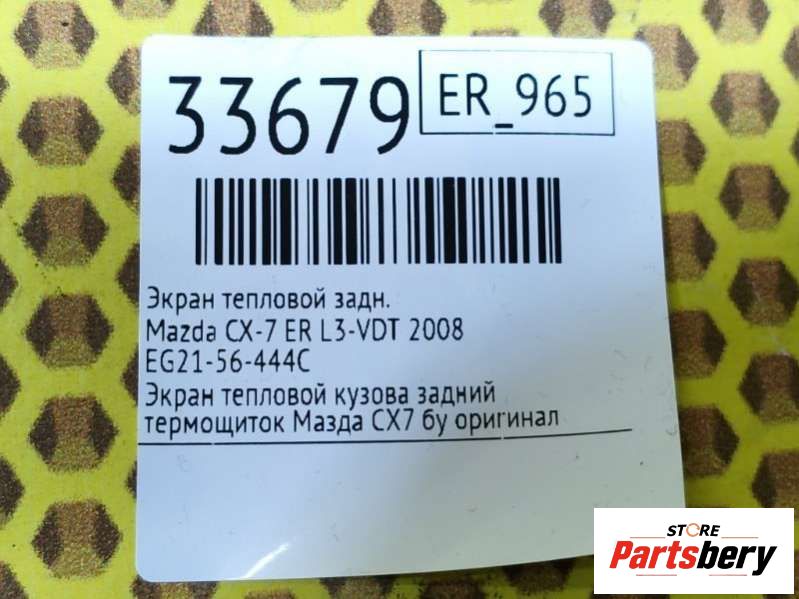 33679
ER_965
Экран тепловой задн.
Mazda CX-7 ER L3-VDT 2008
EG21-56-444C
Экран тепловой кузова задний
термощиток Мазда СХ7 бу оригинал
STORE
Partsbery